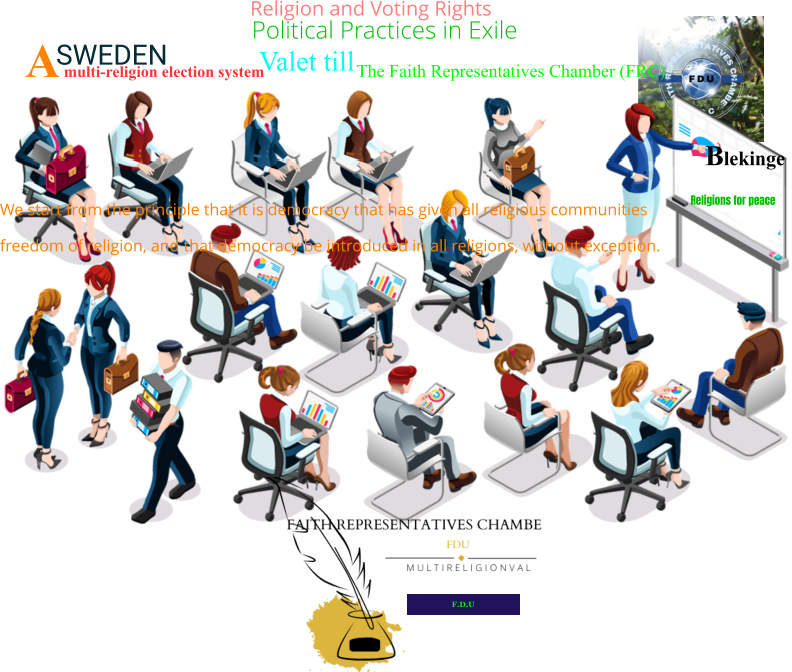 Religion and Voting Rights
Political Practices in Exile
A SWEDEN
multi-religion election system
Valet till
The Faith Representatives Chamber (FRC)
FDU
Blekinge
Religions for peace
We start from the principle that it is democracy that has given all religious communities
freedom of religion, and that democracy be introduced in all religions, without exception.
FAITH REPRESENTATIVES CHAMBE
FDU
MULTIRELIGIONVAL
F.D.U